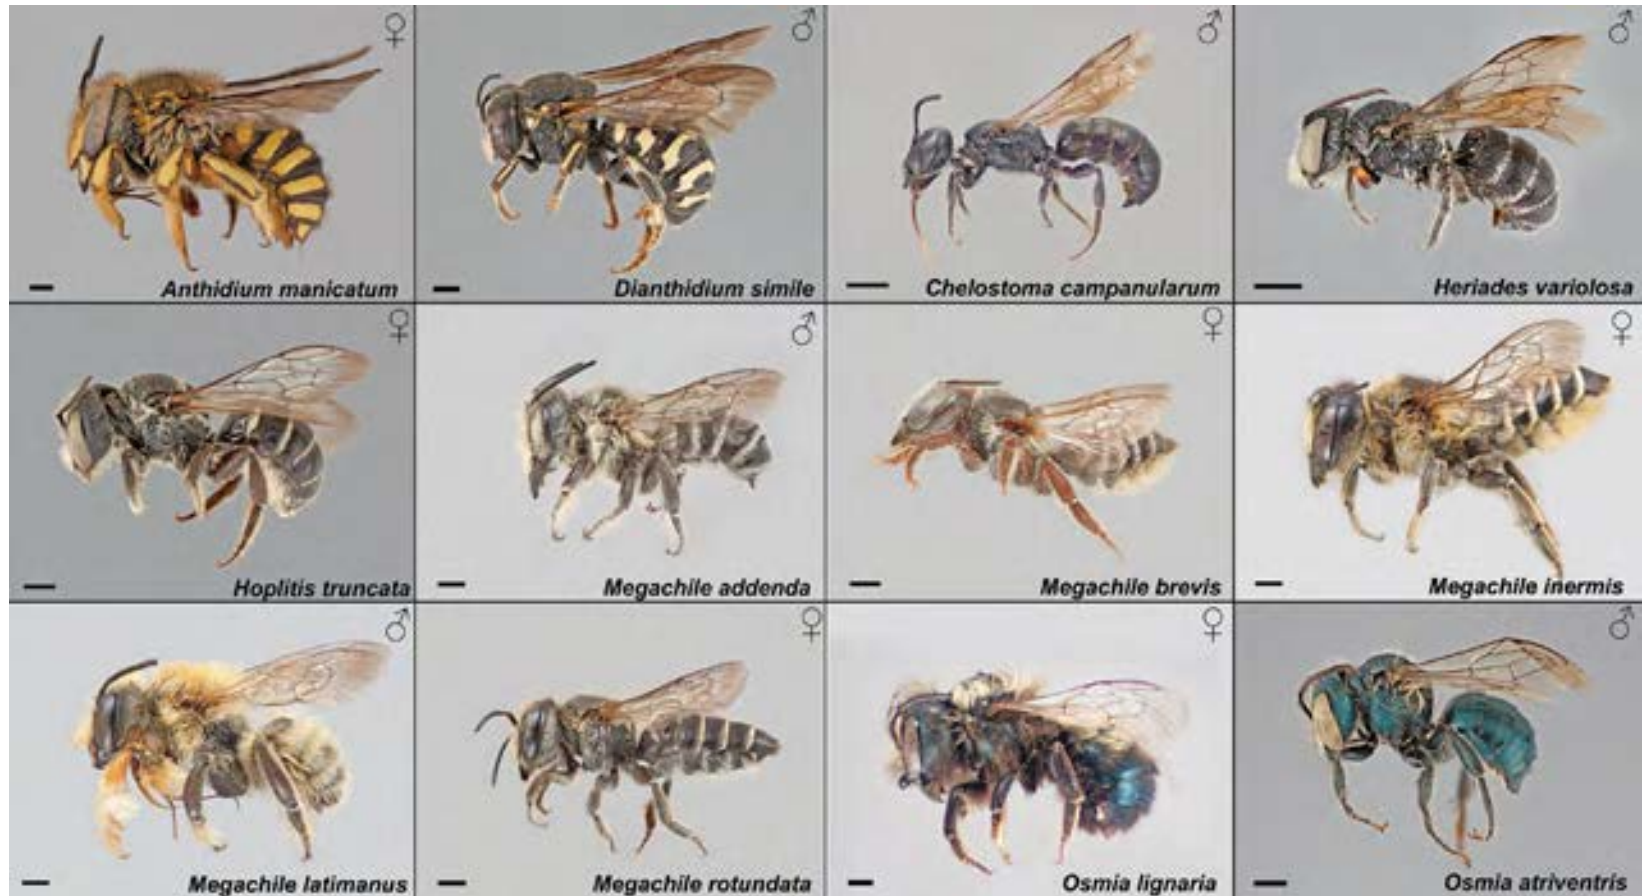 ♀
Anthidium manicatum
♂
Dianthidium simile
♂
Chelostoma campanularum
♂
Heriades variolosa
♀
Hoplitis truncata
♂
Megachile addenda
♀
Megachile brevis
♀
Megachile inermis
♂
Megachile latimanus
♀
Megachile rotundata
♀
Osmia lignaria
♂
Osmia atriventris